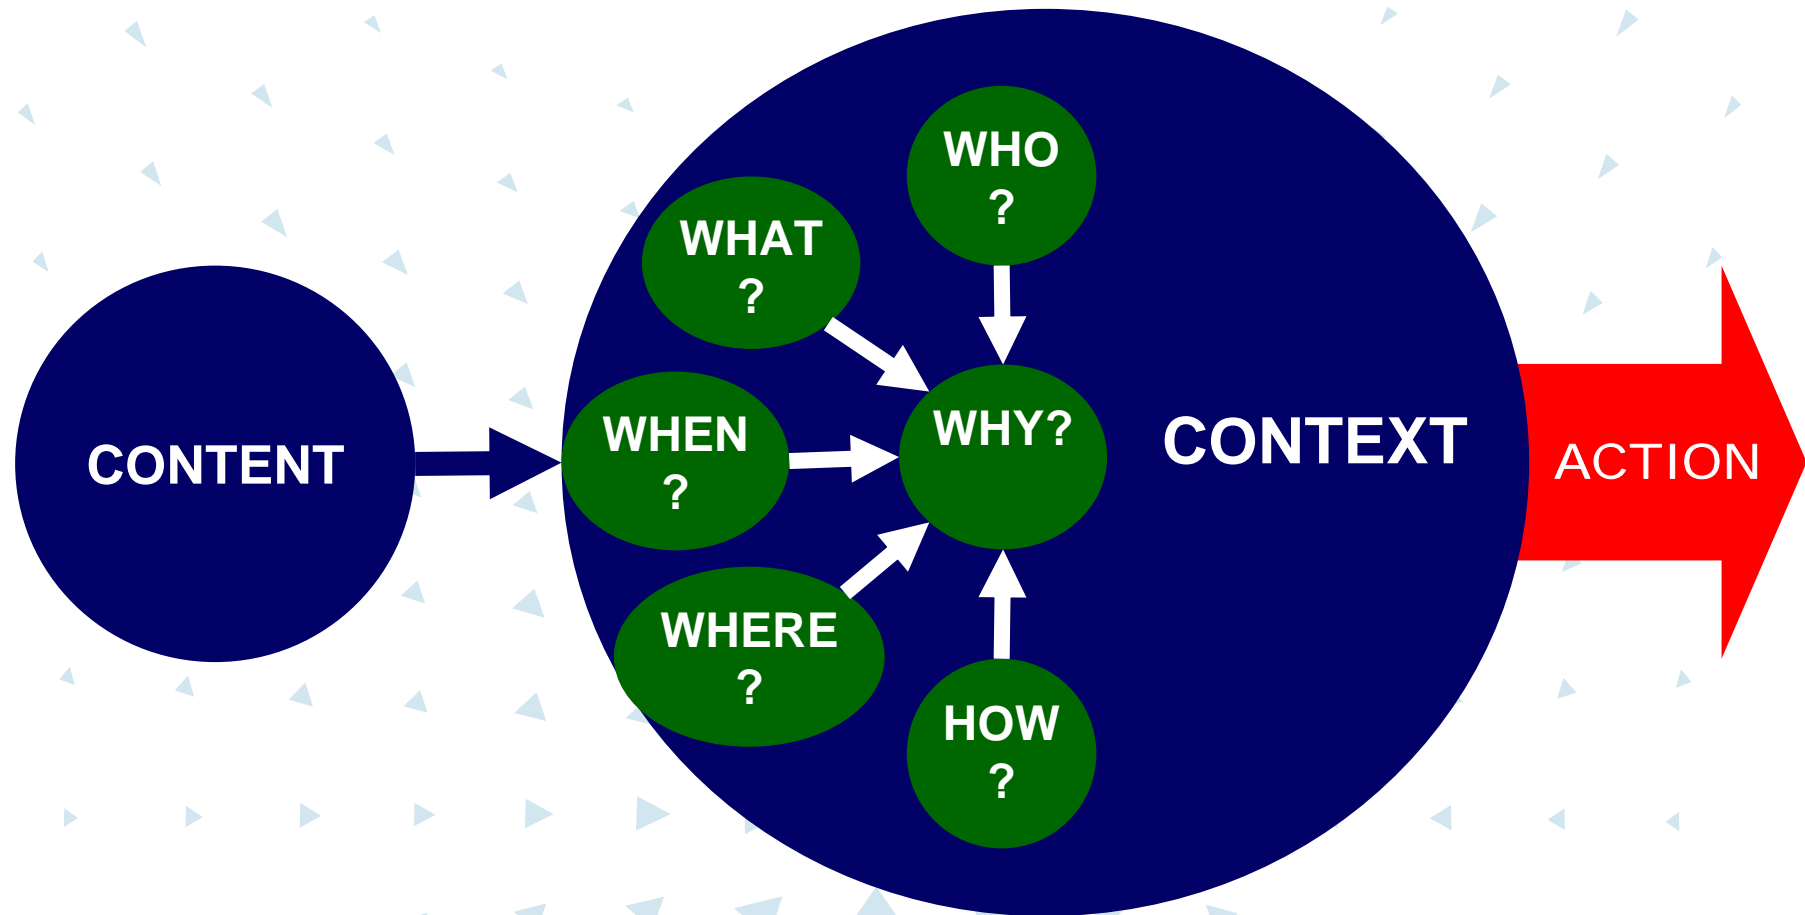 WHO
?
WHAT
?
WHEN
?
WHERE
?
HOW
?
WHY?
CONTENT
CONTEXT
ACTION